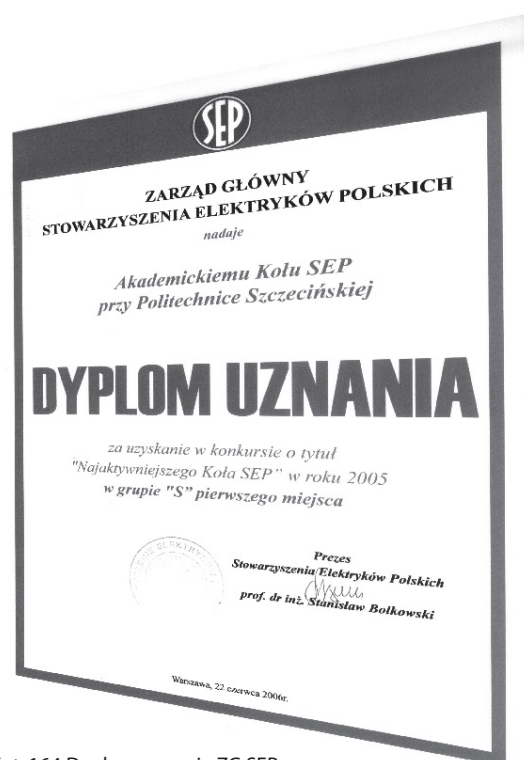 SEP
ZARZĄD GŁÓWNY
STOWARZYSZENIA ELEKTRYKÓW POLSKICH
nadaje
Akademickiemu Kołu SEP
przy Politechnice Szczecińskiej
DYPLOM UZNANIA
za uzyskanie w konkursie o tytuł
"Najaktywniejszego Koła SEP” w roku 2005
w grupie "S” pierwszego miejsca
Prezes
Stowarzyszenia Elektryków Polskich
prof. dr inż. Stanisław Bolkowski
Warszawa, 22 czerwca 2006r.